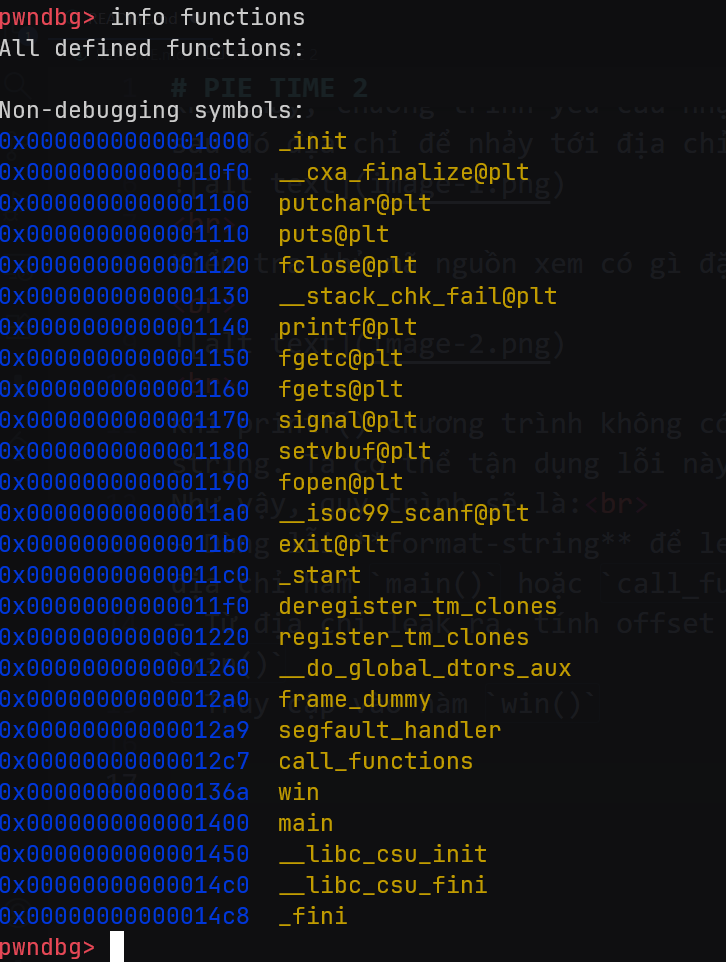 pwndbg> info functions
All defined functions:
# PIE TIME 2
Non-debugging symbols:
0x0000000000001000  _init
0x00000000000010f0  __cxa_finalize@plt
0x0000000000001100  putchar@plt
0x0000000000001110  puts@plt
0x0000000000001120  fclose@plt
0x0000000000001130  __stack_chk_fail@plt
0x0000000000001140  printf@plt
0x0000000000001150  fgetc@plt
0x0000000000001160  fgets@plt
0x0000000000001170  signal@plt
0x0000000000001180  setvbuf@plt
0x0000000000001190  fopen@plt
0x00000000000011a0  __isoc99_scanf@plt
0x00000000000011b0  exit@plt
0x00000000000011c0  _start
0x00000000000011f0  deregister_tm_clones
0x0000000000001220  register_tm_clones
0x0000000000001260  __do_global_dtors_aux
0x00000000000012a0  frame_dummy
0x00000000000012a9  segfault_handler
0x00000000000012c7  call_functions
0x000000000000136a  win
0x0000000000001400  main
0x0000000000001450  __libc_csu_init
0x00000000000014c0  __libc_csu_fini
0x00000000000014c8  _fini
pwndbg>